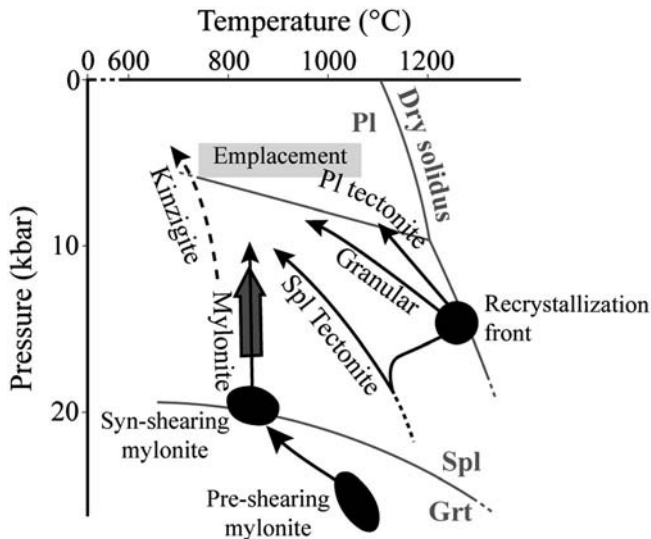 Temperature (°C)
0 600 800 1000 1200
0
10
20
Pressure (kbar)
Pl
Dry solidus
Emplacement
Pl tectonite
Kinzigite
Granular
Mylonite
Spl Tectonite
Recrystallization
front
Syn-shearing
mylonite
Pre-shearing
mylonite
Spl
Grt